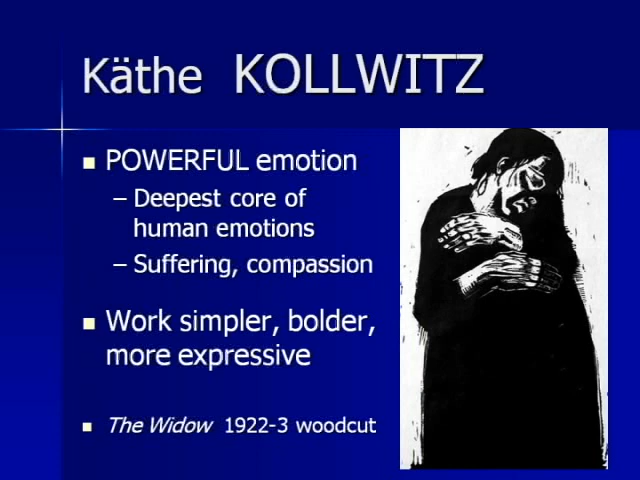 Käthe KOLLWITZ
POWERFUL emotion
– Deepest core of
human emotions
– Suffering, compassion
Work simpler, bolder,
more expressive
The Widow 1922-3 woodcut